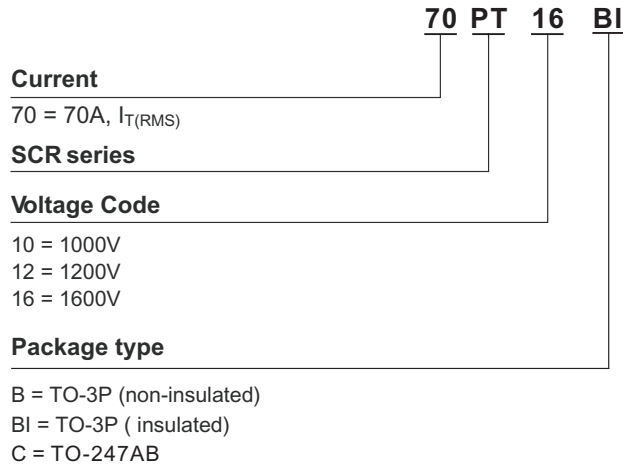 70 PT 16 BI
Current
70 = 70A, IT(RMS)
SCR series
Voltage Code
10 = 1000V
12 = 1200V
16 = 1600V
Package type
B = TO-3P (non-insulated)
BI = TO-3P ( insulated)
C = TO-247AB